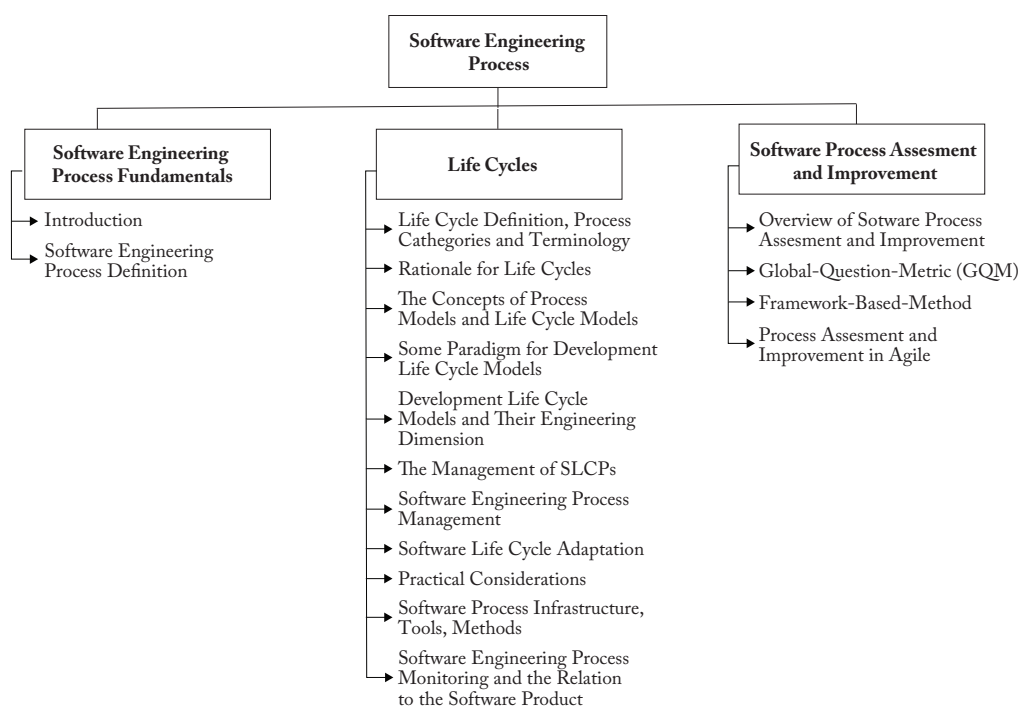 Software Engineering
Process
Software Engineering
Process Fundamentals
Introduction
Software Engineering
Process Definition
Life Cycles
Life Cycle Definition, Process
Cathegories and Terminology
Rationale for Life Cycles
The Concepts of Process
Models and Life Cycle Models
Some Paradigm for Development
Life Cycle Models
Development Life Cycle
Models and Their Engineering
Dimension
The Management of SLCPs
Software Engineering Process
Management
Software Life Cycle Adaptation
Practical Considerations
Software Process Infrastructure,
Tools, Methods
Software Engineering Process
Monitoring and the Relation
to the Software Product
Software Process Assesment
and Improvement
Overview of Sotware Process
Assesment and Improvement
Global-Question-Metric (GQM)
Framework-Based-Method
Process Assesment and
Improvement in Agile